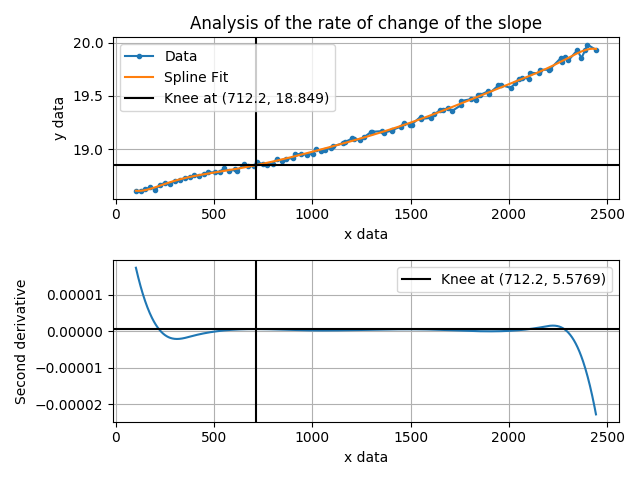 Analysis of the rate of change of the slope
20.0
19.5
19.0
y data
Data
Spline Fit
Knee at (712.2, 18.849)
0 500 1000 1500 2000 2500
x data
0.00001
0.00000
−0.00001
−0.00002
Second derivative
Knee at (712.2, 5.5769)
0 500 1000 1500 2000 2500
x data